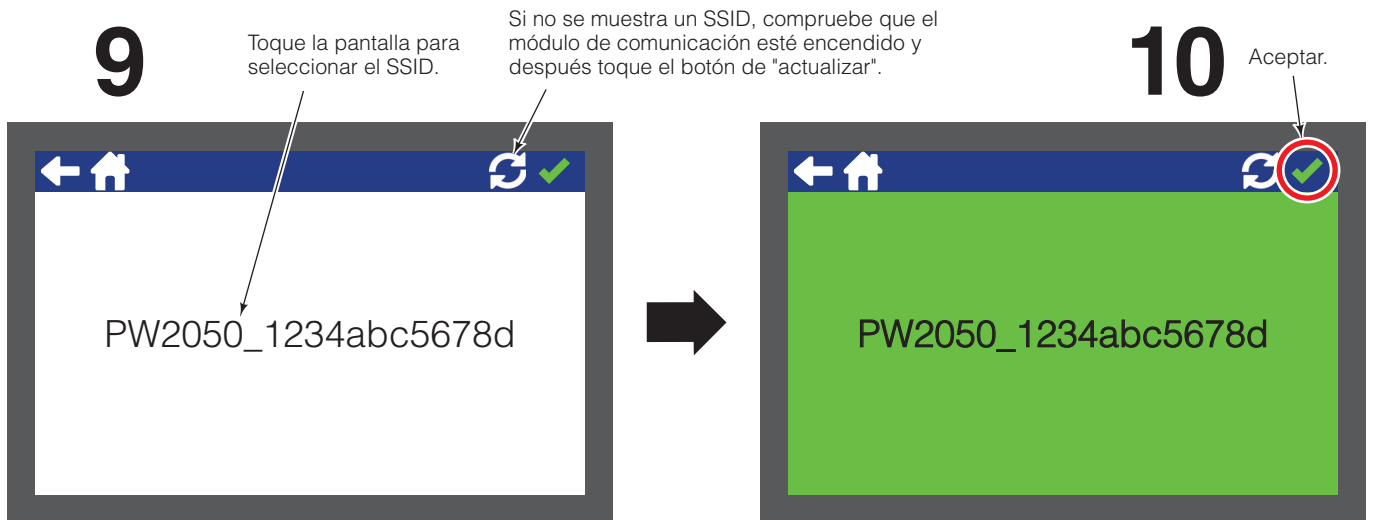 9
Toque la pantalla para
seleccionar el SSID.
Si no se muestra un SSID, compruebe que el
módulo de comunicación esté encendido y
después toque el botón de "actualizar".
PW2050_1234abc5678d
10
Aceptar.
PW2050_1234abc5678d